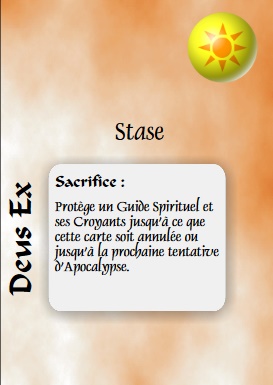 Stase
Deus Ex
Sacrifice :
Protège un Guide Spirituel et
ses Croyants jusqu'à ce que
cette carte soit annulée ou
jusqu'à la prochaine tentative
d'Apocalypse.